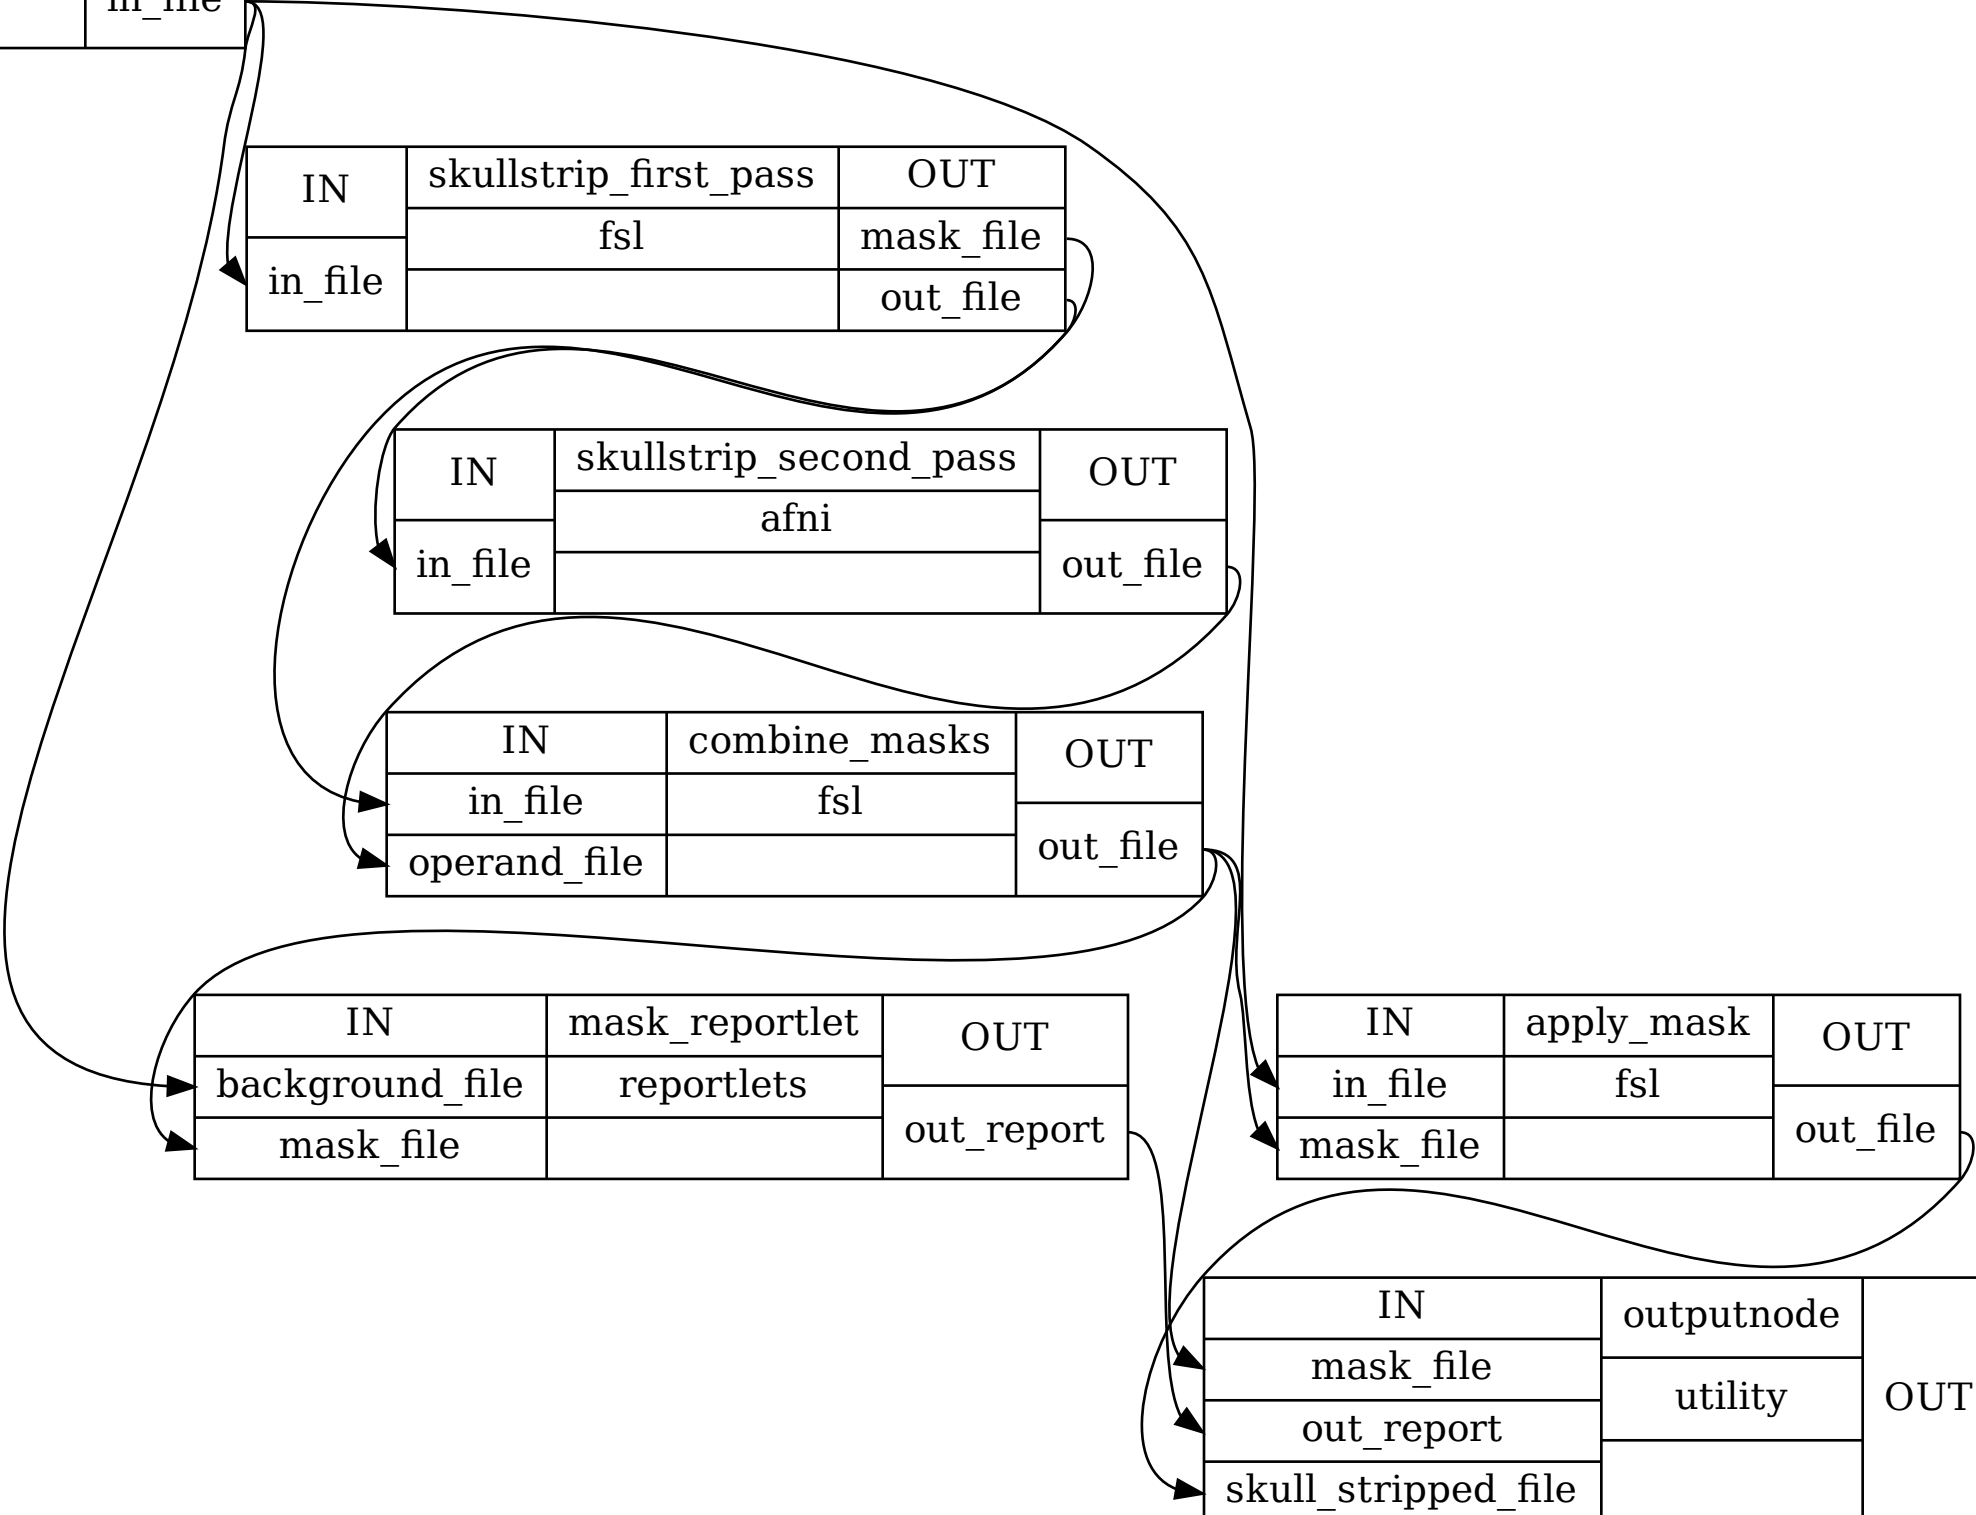 in_file
IN
skullstrip_first_pass
OUT
fsl
mask_file
in_file
out_file
IN
skullstrip_second_pass
OUT
afni
in_file
out_file
IN
combine_masks
OUT
in_file
fsl
out_file
operand_file
IN
mask_reportlet
OUT
background_file
reportlets
out_report
mask_file
IN
apply_mask
OUT
in_file
fsl
out_file
mask_file
IN
outputnode
mask_file
utility
OUT
out_report
skull_stripped_file